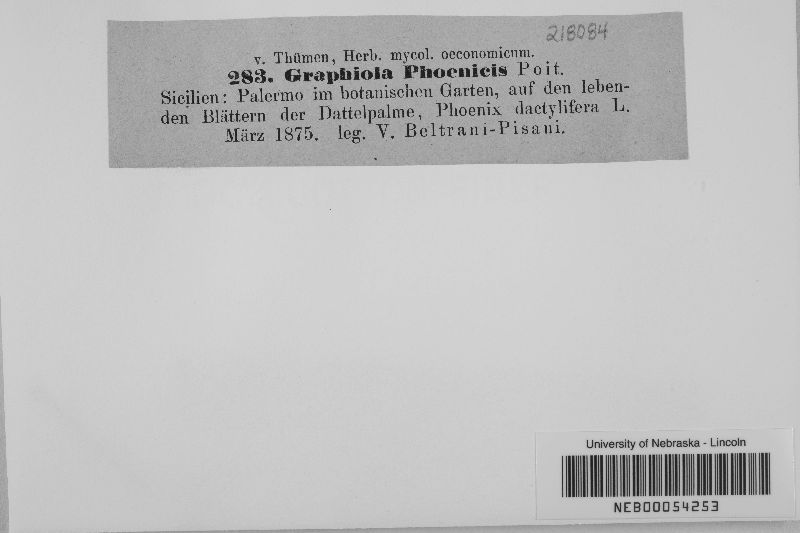 218084
v. Thümen, Herb. mycol. oeconomicum.
283. Graphiola Phoenicis Poit.
Sicilien: Palermo im botanischen Garten, auf den leben-
den Blättern der Dattelpalme, Phoenix dactylifera L.
März 1875. leg. V. Beltrani-Pisani.
University of Nebraska - Lincoln
NEB00054253